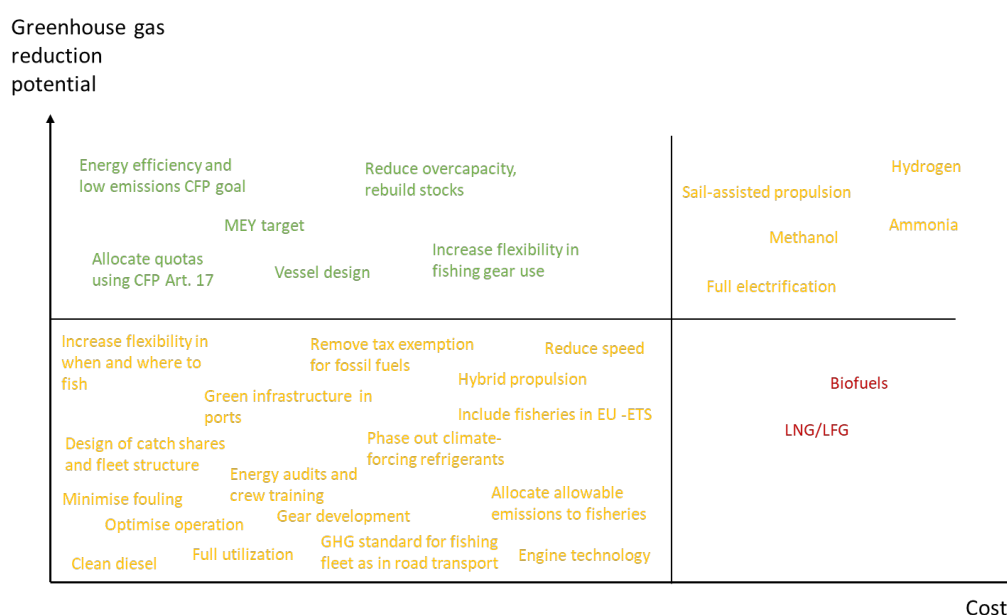 Greenhouse gas
reduction
potential
Energy efficiency and
low emissions CFP goal
Reduce overcapacity,
rebuild stocks
MEY target
Allocate quotas
using CFP Art. 17
Vessel design
Increase flexibility in
fishing gear use
Hydrogen
Sail-assisted propulsion
Ammonia
Methanol
Full electrification
Increase flexibility in
when and where to
fish
Remove tax exemption
for fossil fuels
Reduce speed
Hybrid propulsion
Green infrastructure in
ports
Include fisheries in EU -ETS
Design of catch shares
and fleet structure
Phase out climate-
forcing refrigerants
Energy audits and
crew training
Minimise fouling
Allocate allowable
emissions to fisheries
Optimise operation
Gear development
Clean diesel
Full utilization
GHG standard for fishing
fleet as in road transport
Engine technology
Biofuels
LNG/LFG
Cost